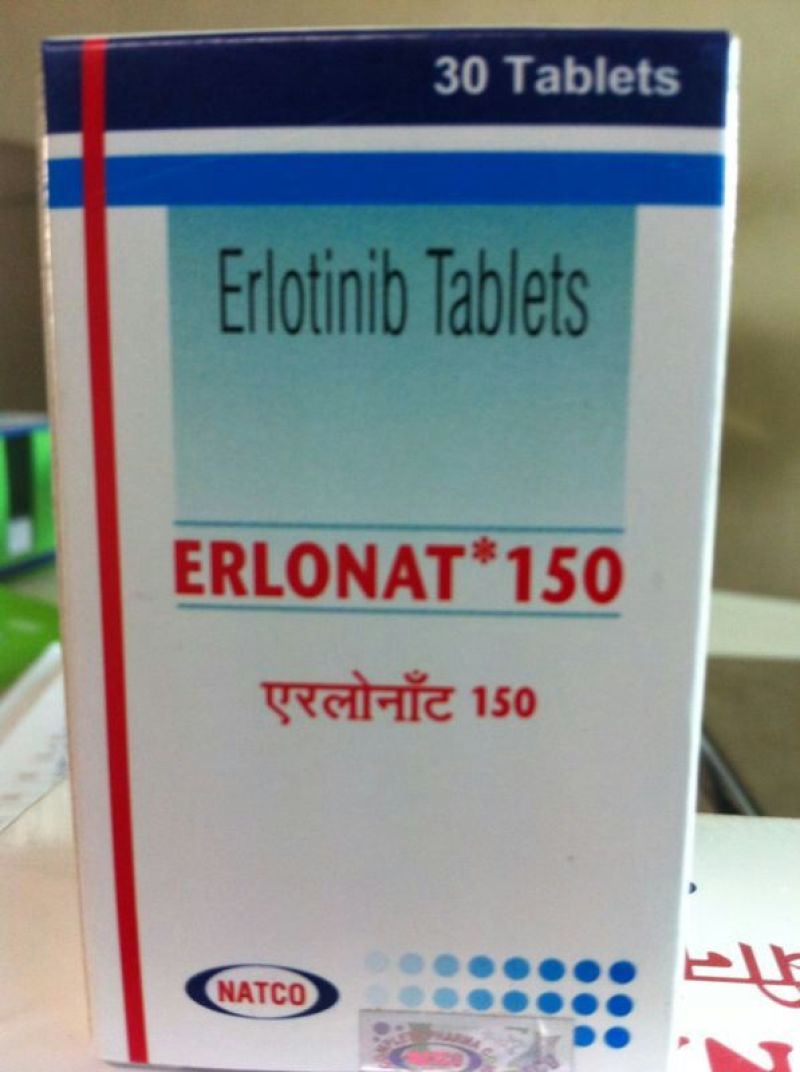 30 Tablets
Erlotinib Tablets
ERLONAT*150
एरलोनाँट 150
NATCO